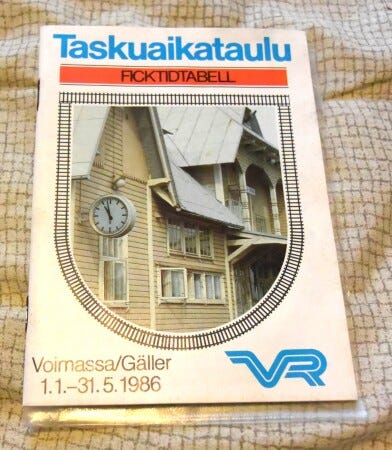 Taskuaikataulu
FICKTIDTABELL
Voimassa/Gäller
1.1.–31.5.1986
VR